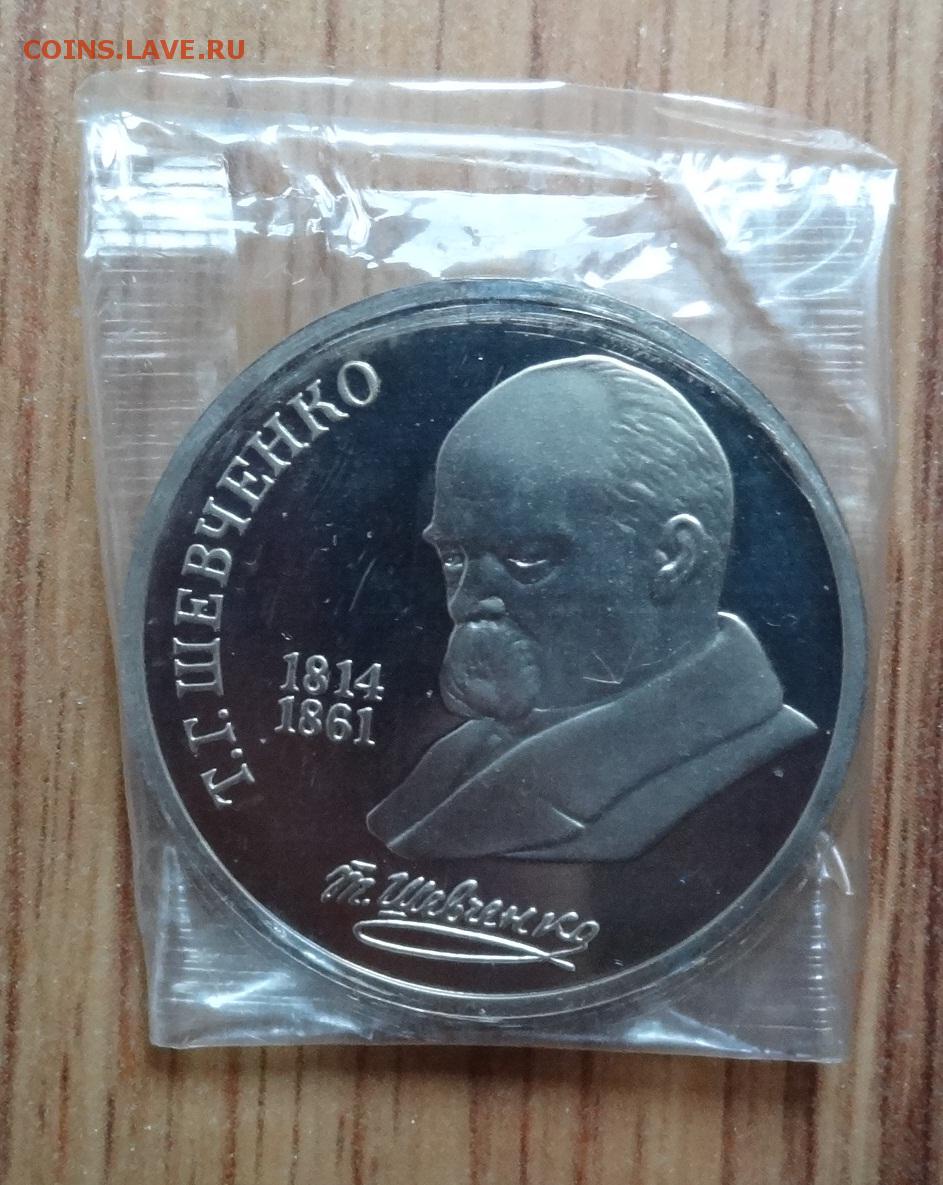 COINS.LAVE.RU
Т.Г. ШЕВЧЕНКО
1814
1861
Т. Шевченко